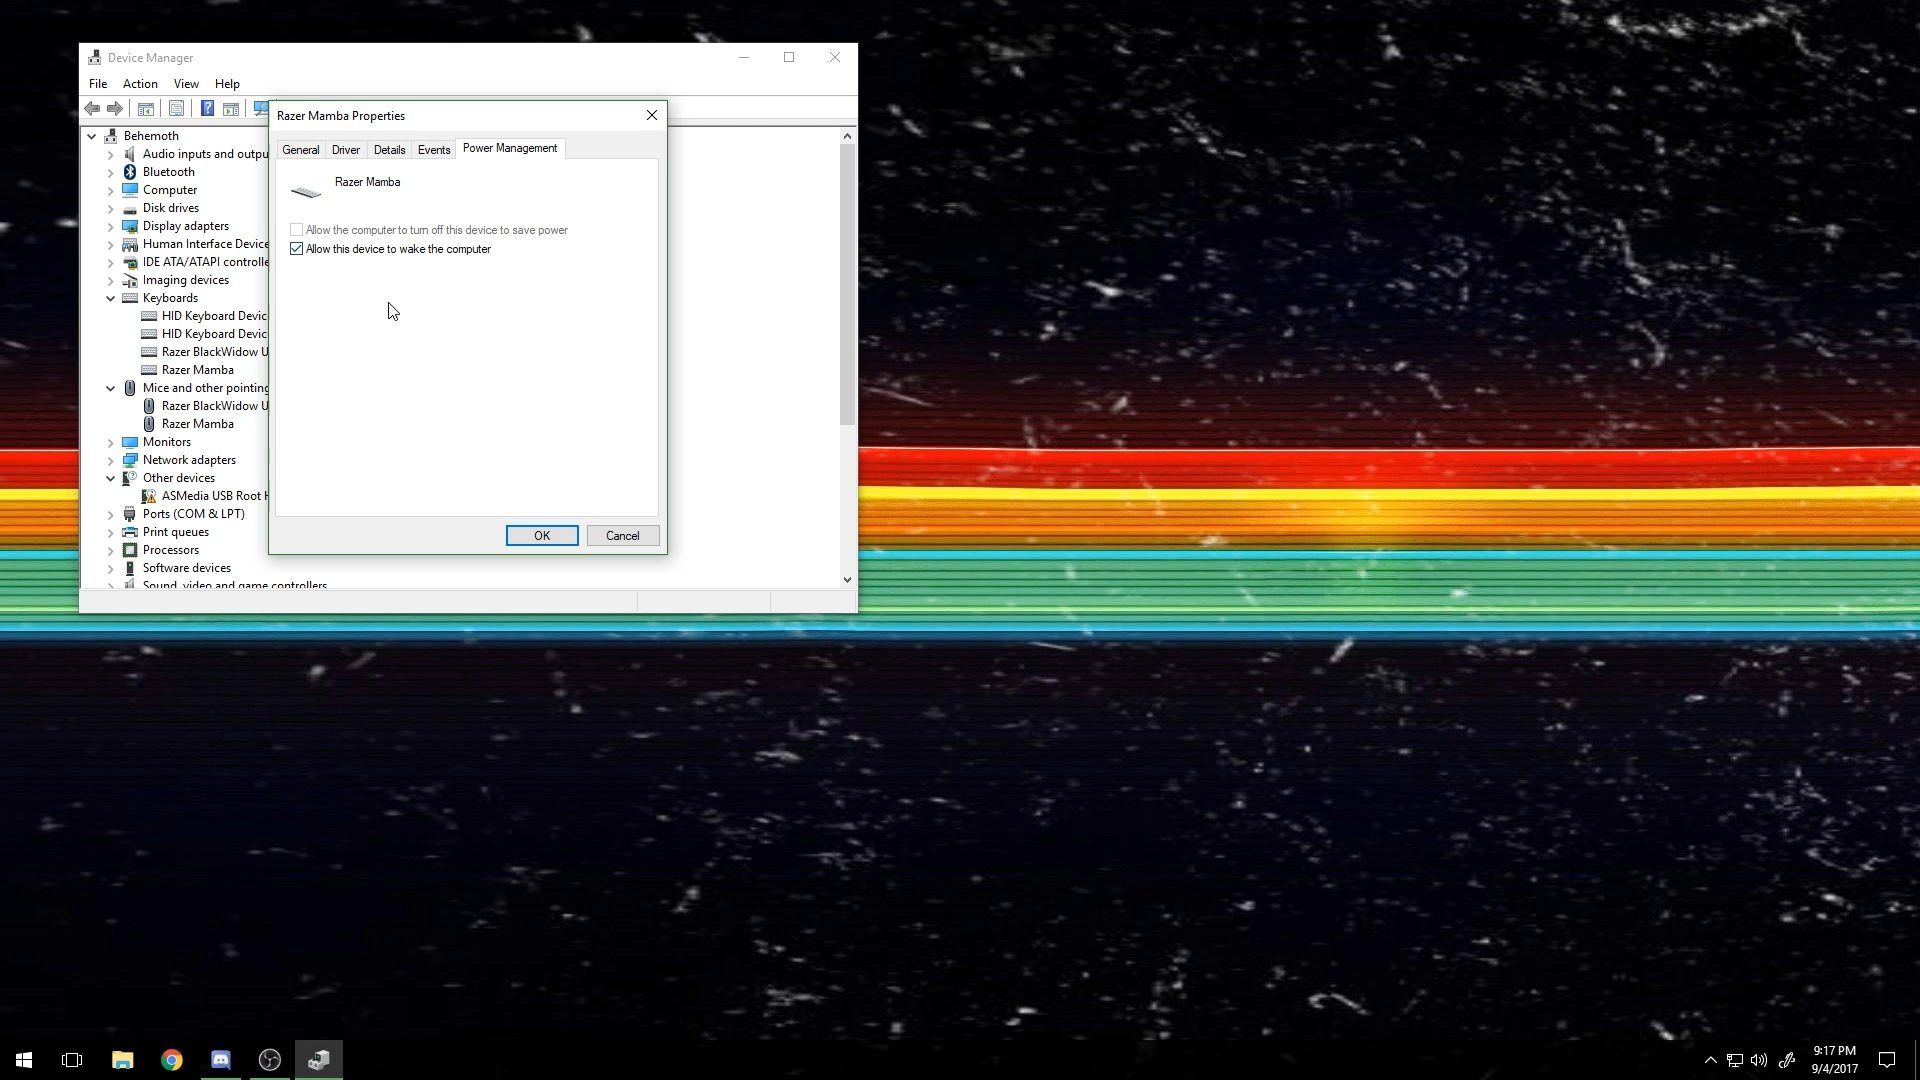 Device Manager
File Action View Help
Razer Mamba Properties
General Driver Details Events Power Management
Razer Mamba
Allow the computer to turn off this device to save power
Allow this device to wake the computer
OK Cancel
Behemoth
Audio inputs and outpu
Bluetooth
Computer
Disk drives
Display adapters
Human Interface Device
IDE ATA/ATAPI controlle
Imaging devices
Keyboards
HID Keyboard Devic
HID Keyboard Devic
Razer BlackWidow U
Razer Mamba
Mice and other pointing
Razer BlackWidow U
Razer Mamba
Monitors
Network adapters
Other devices
ASMedia USB Root H
Ports (COM & LPT)
Print queues
Processors
Software devices
Sound, video and game controllers
9:17 PM
9/4/2017